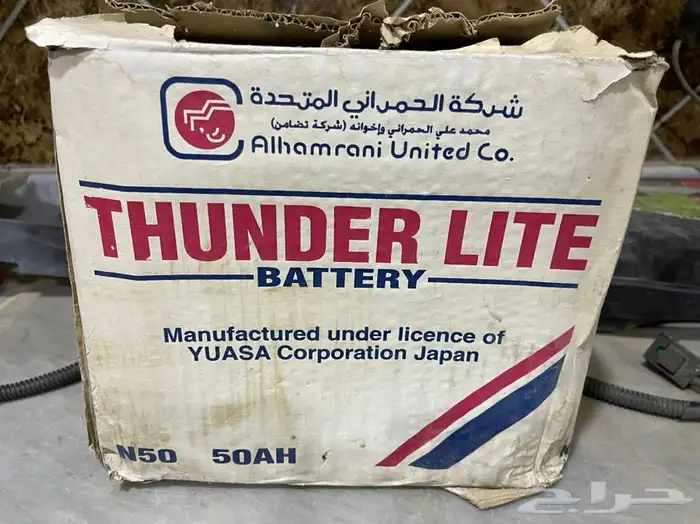 شركة الحمراني المتحدة
محمد علي الحمراني وإخوانه (شركة تضامن)
Alhamrani United Co.
THUNDER LITE
BATTERY
Manufactured under licence of
YUASA Corporation Japan
N50 50AH
حراج